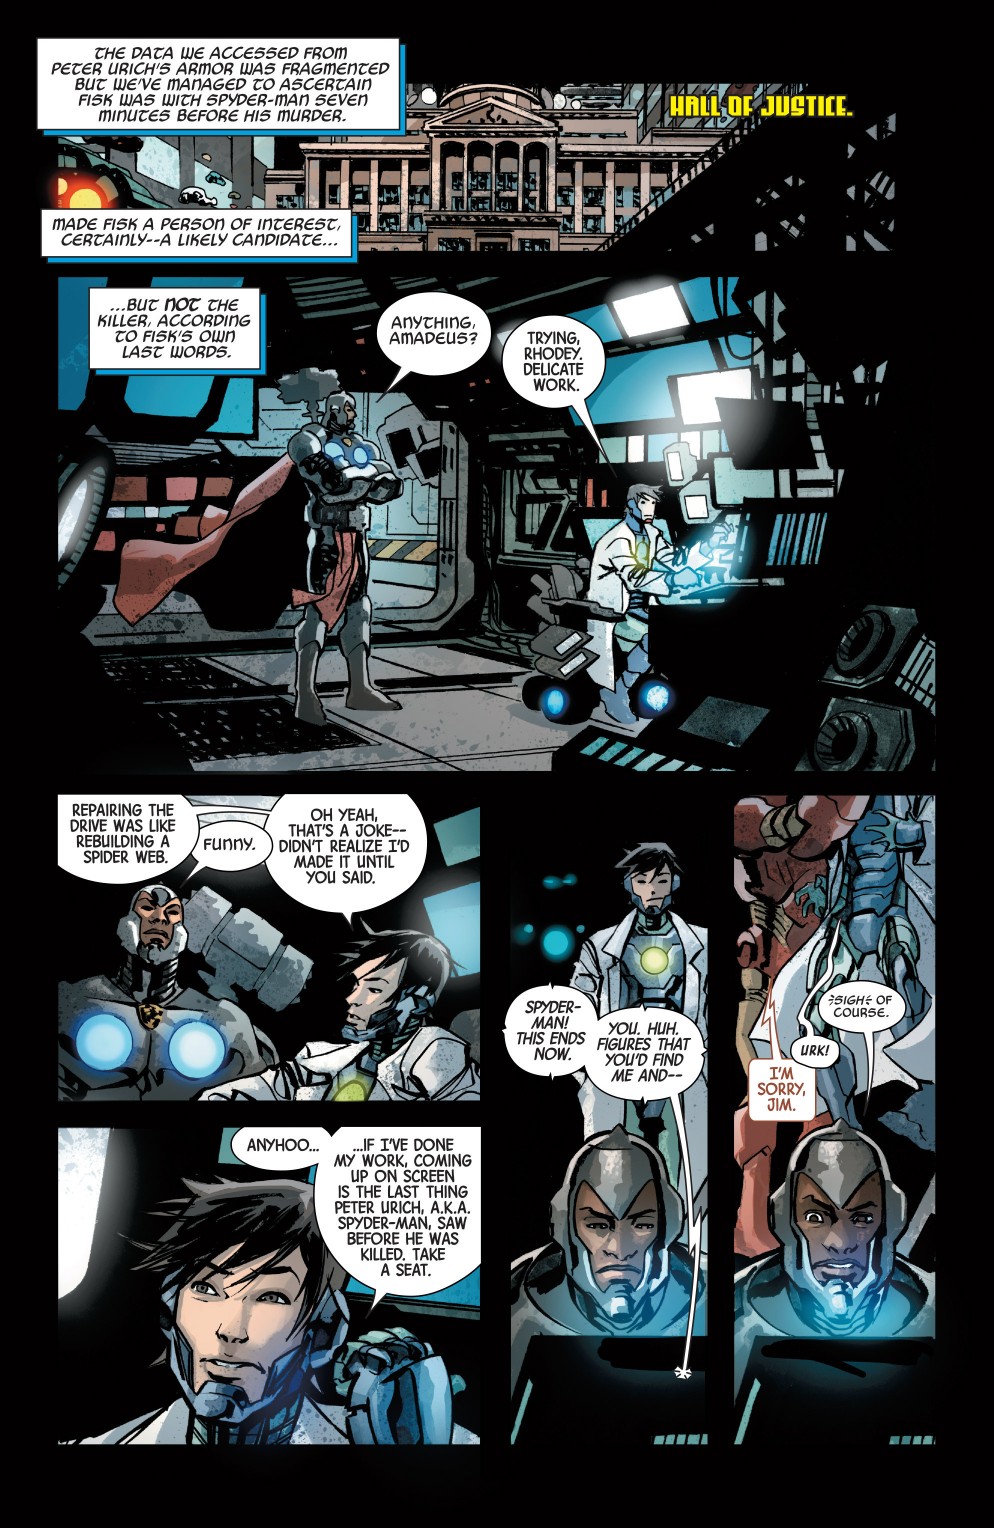 THE DATA WE ACCESSED FROM
PETER URICH'S ARMOR WAS FRAGMENTED
BUT WE'VE MANAGED TO ASCERTAIN
FISK WAS WITH SPYDER-MAN SEVEN
MINUTES BEFORE HIS MURDER.
HALL OF JUSTICE.
MADE FISK A PERSON OF INTEREST,
CERTAINLY--A LIKELY CANDIDATE...
...BUT NOT THE
KILLER, ACCORDING
TO FISK'S OWN
LAST WORDS.
ANYTHING,
AMADEUS?
TRYING,
RHODEY.
DELICATE
WORK.
REPAIRING THE
DRIVE WAS LIKE
REBUILDING A
SPIDER WEB.
FUNNY.
OH YEAH,
THAT'S A JOKE--
DIDN'T REALIZE I'D
MADE IT UNTIL
YOU SAID.
ANYHOO...
...IF I'VE DONE
MY WORK, COMING
UP ON SCREEN
IS THE LAST THING
PETER URICH, A.K.A.
SPYDER-MAN, SAW
BEFORE HE WAS
KILLED. TAKE
A SEAT.
SPYDER-
MAN!
THIS ENDS
NOW.
YOU. HUH.
FIGURES THAT
YOU'D FIND
ME AND--
URK!
I'M
SORRY,
JIM.
>SIGH< OF
COURSE.